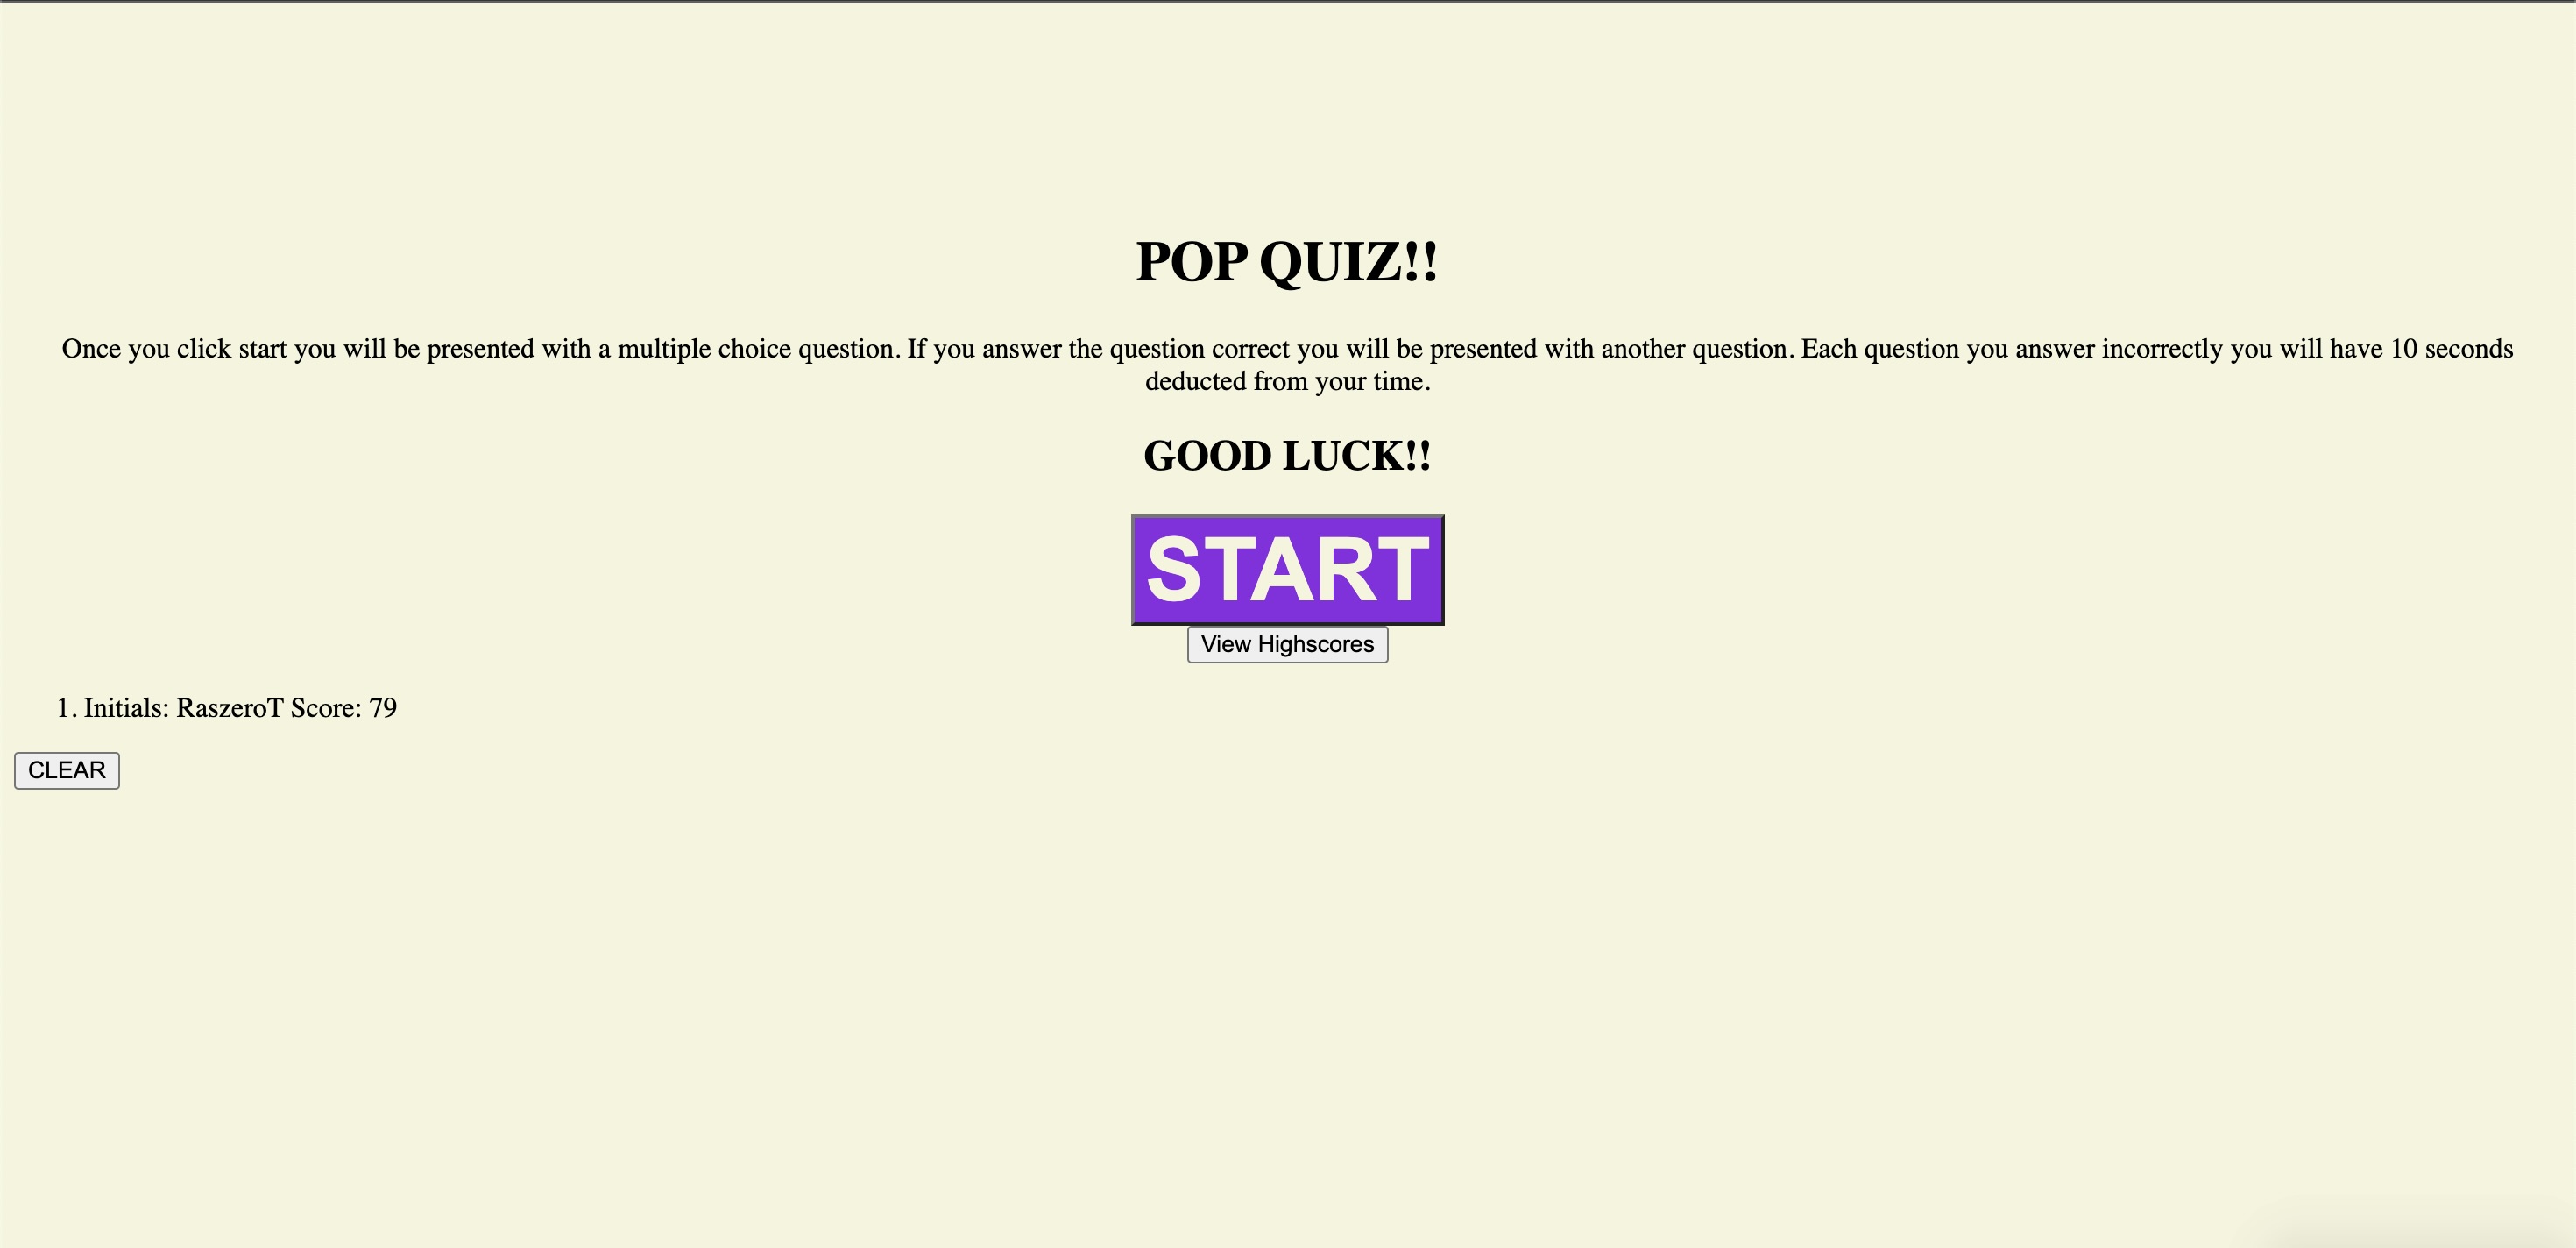 POP QUIZ!!
Once you click start you will be presented with a multiple choice question. If you answer the question correct you will be presented with another question. Each question you answer incorrectly you will have 10 seconds
deducted from your time.
GOOD LUCK!!
START
View Highscores
1. Initials: RaszeroT Score: 79
CLEAR